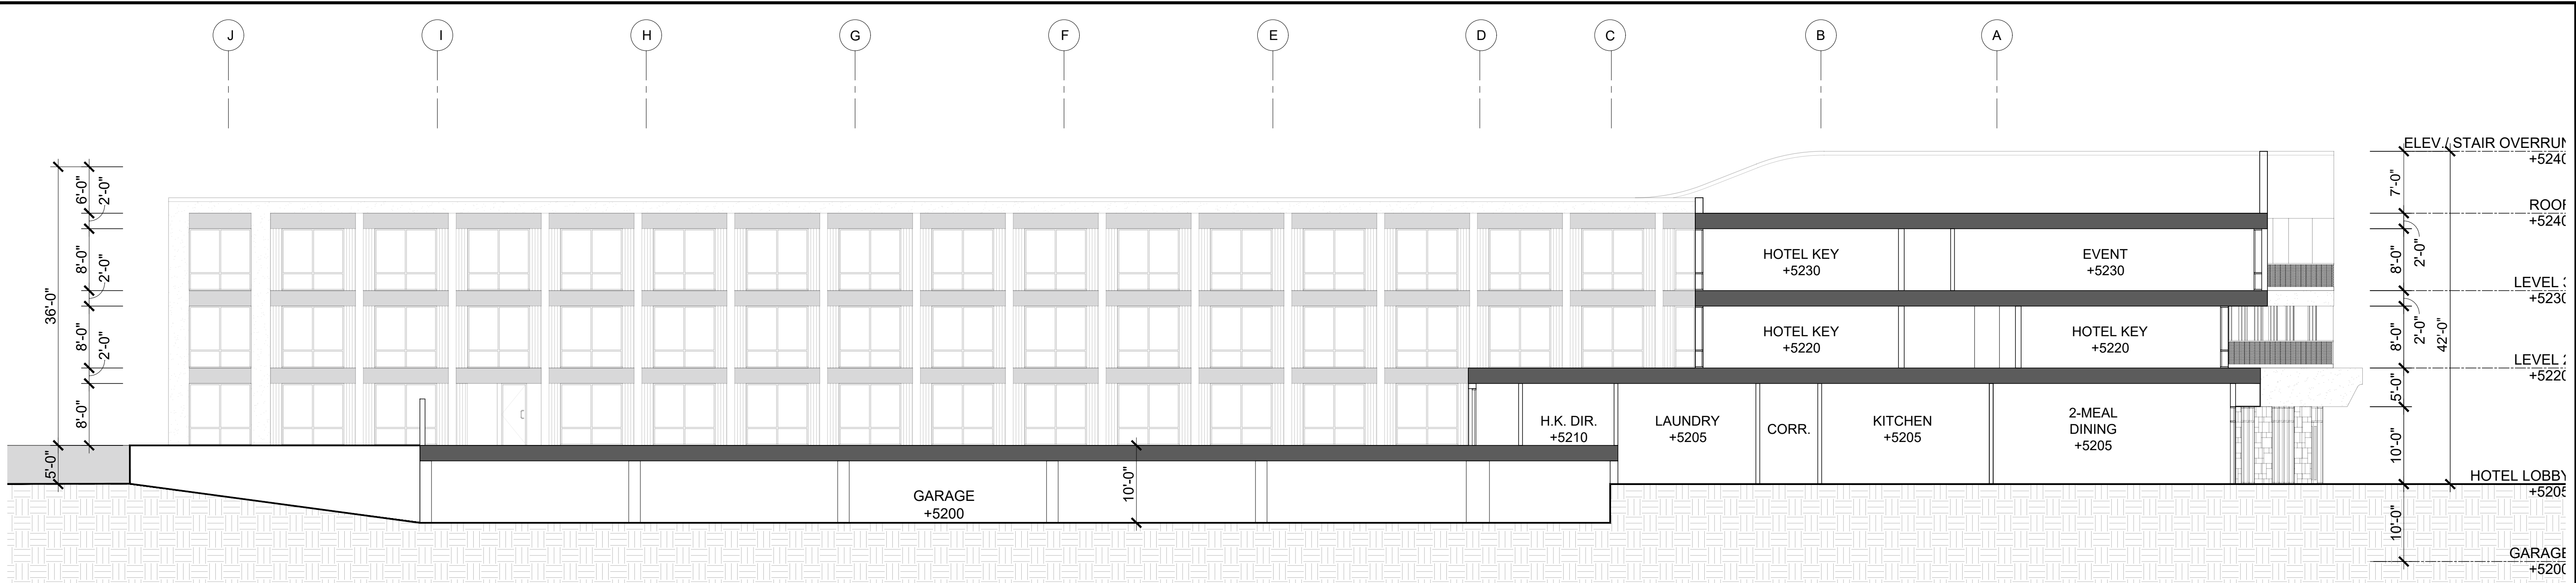 J I H G F E D C B A
ELEV / STAIR OVERRUN
+5240
6'-0"
2'-0"
7'-0"
ROOF
+5240
8'-0"
2'-0"
HOTEL KEY
+5230
EVENT
+5230
8'-0"
2'-0"
LEVEL
+5230
36'-0"
8'-0"
2'-0"
HOTEL KEY
+5220
HOTEL KEY
+5220
8'-0"
2'-0"
42'-0"
LEVEL
+5220
8'-0"
H.K. DIR.
+5210
LAUNDRY
+5205
CORR.
KITCHEN
+5205
2-MEAL
DINING
+5205
5'-0"
10'-0"
HOTEL LOBBY
+5205
5'-0"
GARAGE
+5200
10'-0"
10'-0"
GARAGE
+5200